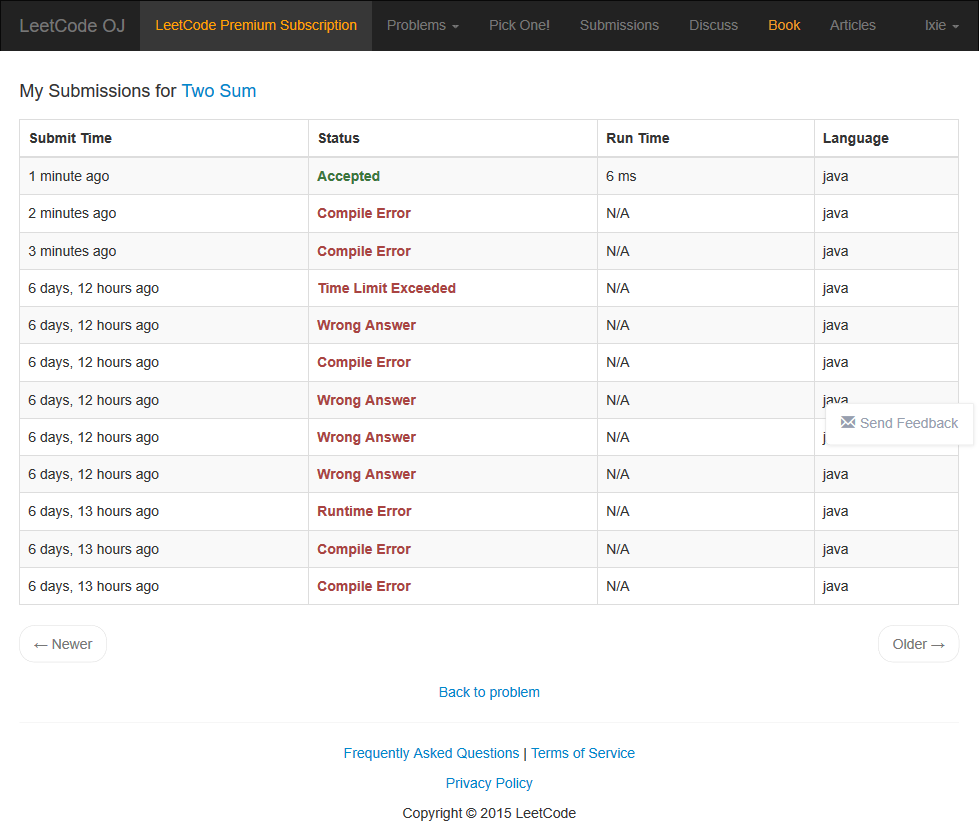 LeetCode OJ LeetCode Premium Subscription Problems Pick One! Submissions Discuss Book Articles lxie
My Submissions for Two Sum
Submit Time Status Run Time Language
1 minute ago Accepted 6 ms java
2 minutes ago Compile Error N/A java
3 minutes ago Compile Error N/A java
6 days, 12 hours ago Time Limit Exceeded N/A java
6 days, 12 hours ago Wrong Answer N/A java
6 days, 12 hours ago Compile Error N/A java
6 days, 12 hours ago Wrong Answer N/A java
Send Feedback
6 days, 12 hours ago Wrong Answer N/A
6 days, 12 hours ago Wrong Answer N/A java
6 days, 13 hours ago Runtime Error N/A java
6 days, 13 hours ago Compile Error N/A java
6 days, 13 hours ago Compile Error N/A java
← Newer Older →
Back to problem
Frequently Asked Questions | Terms of Service
Privacy Policy
Copyright © 2015 LeetCode